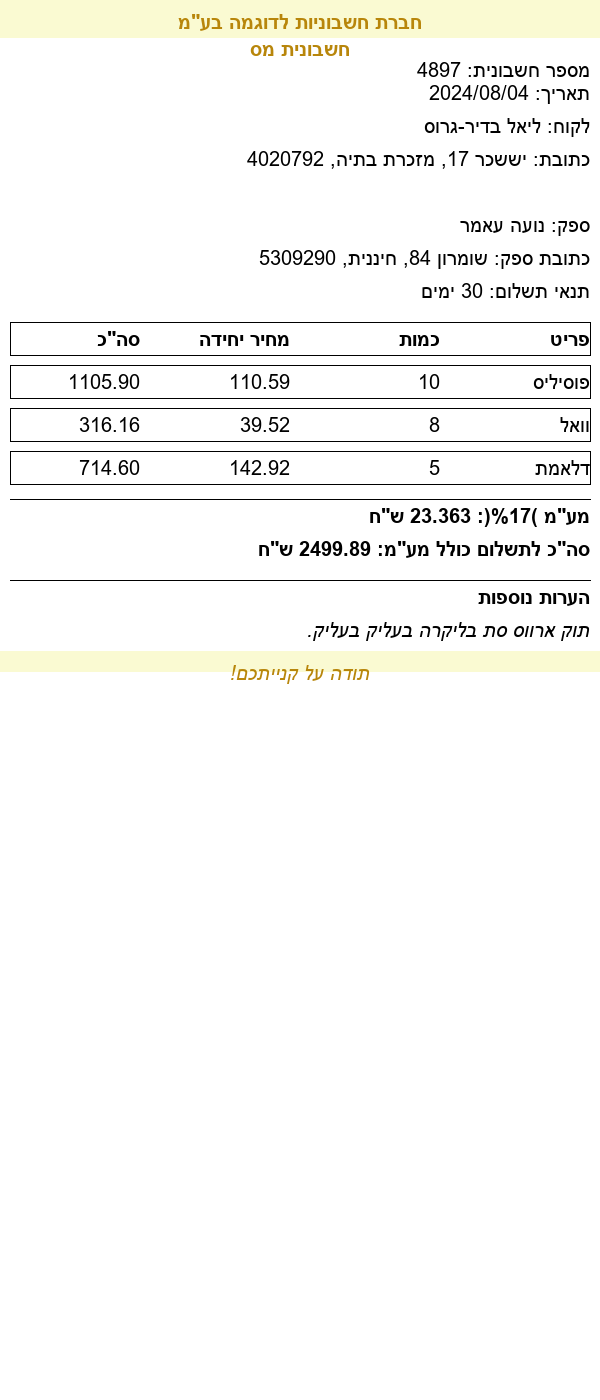 חברת חשבוניות לדוגמה בע"מ
חשבונית מס
מספר חשבונית: 4897
תאריך: 2024/08/04
לקוח: ליאל בדיר-גרוס
כתובת: יששכר 17, מזכרת בתיה, 4020792
ספק: נועה עאמר
כתובת ספק: שומרון 84, חיננית, 5309290
תנאי תשלום: 30 ימים
פריט כמות מחיר יחידה סה"כ
פוסיליס 10 110.59 1105.90
וואל 8 39.52 316.16
דלאמת 5 142.92 714.60
מע"מ )17%(: 23.363 ש"ח
סה"כ לתשלום כולל מע"מ: 2499.89 ש"ח
הערות נוספות
תוק ארווס סת בליקרה בעליק בעליק.
תודה על קנייתכם!